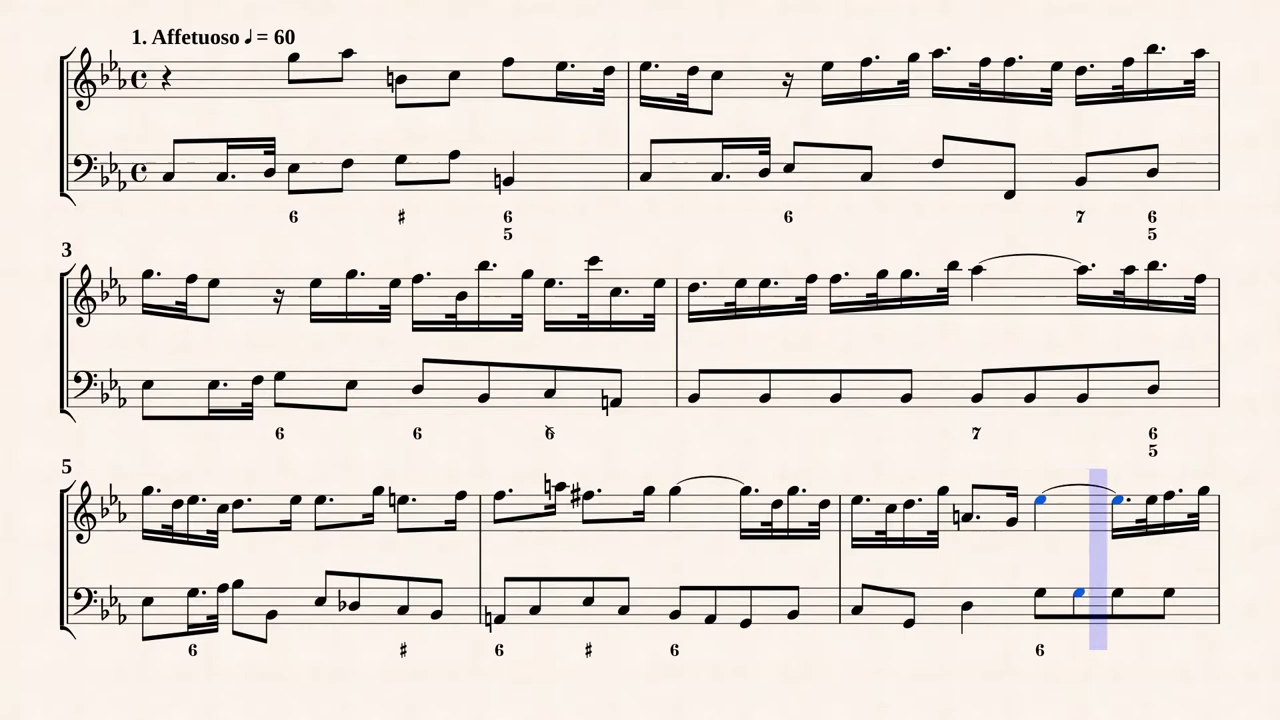 1. Affetuoso ♩ = 60
6 # 6 6 7 6
5 5
3
6 6 6 7 6
5
5
6 # 6 # 6 6